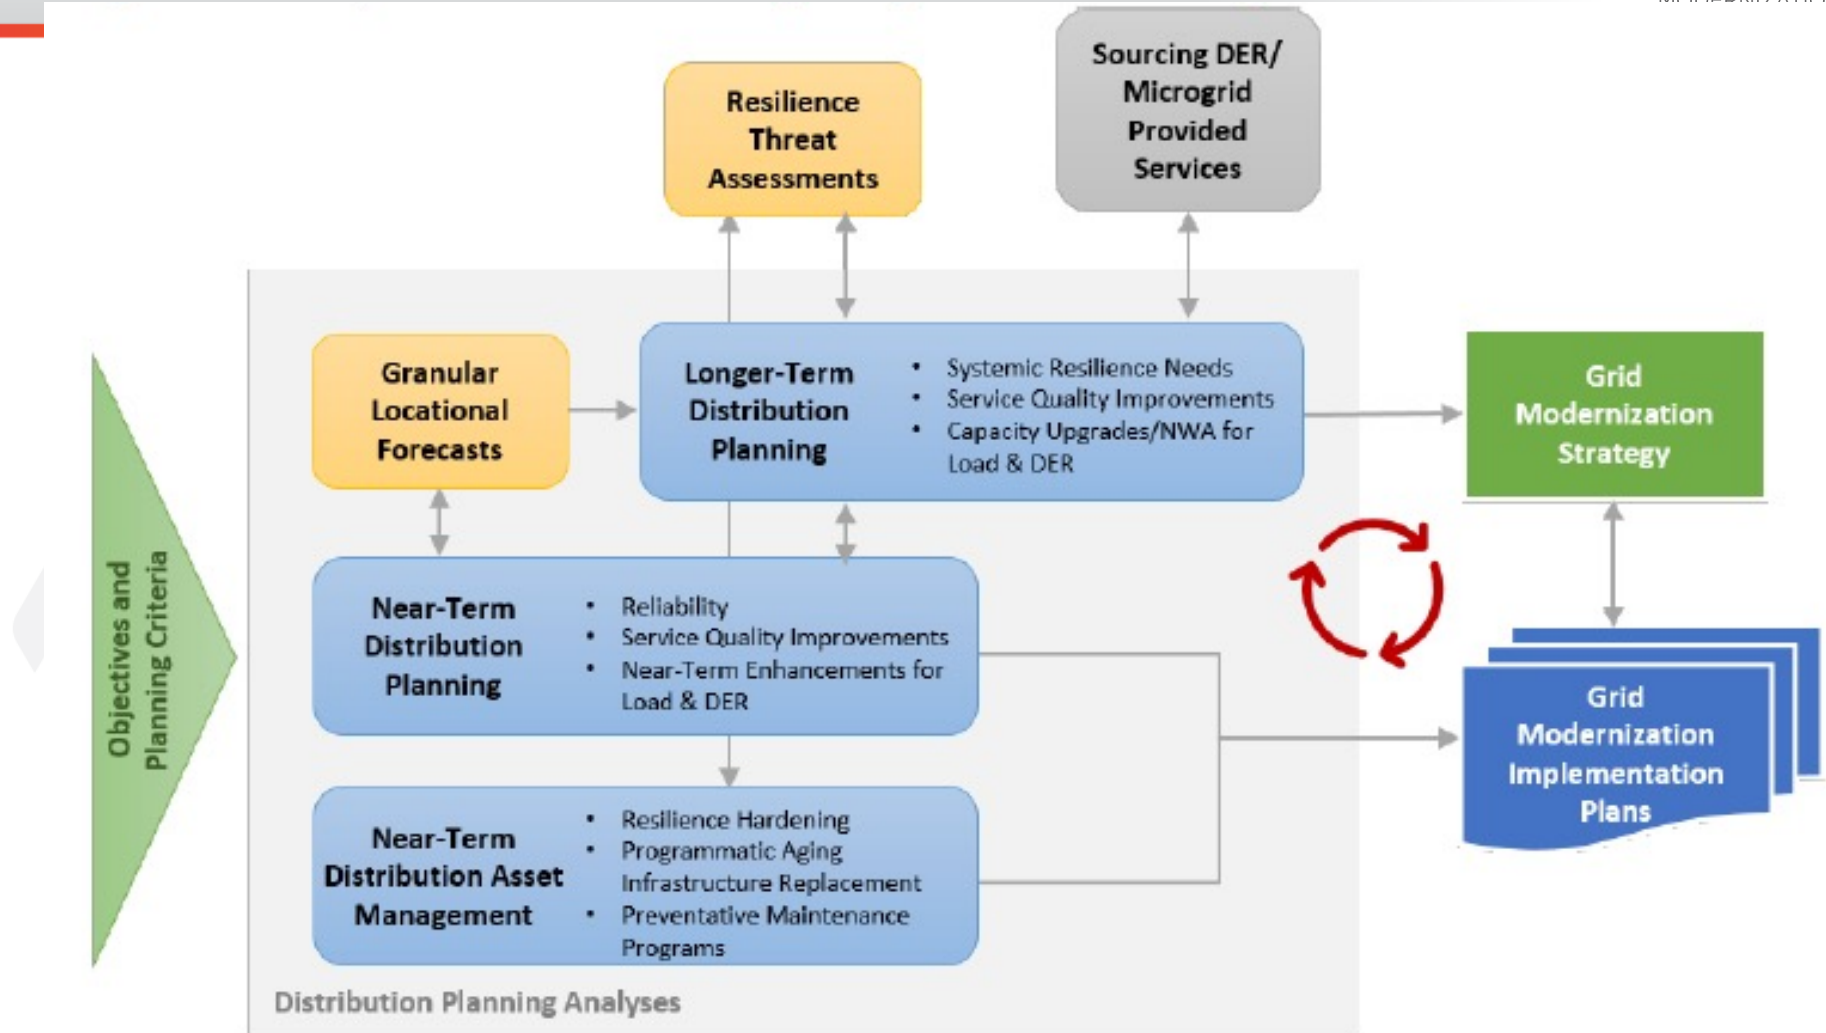 Sourcing DER/
Microgrid
Provided
Services
Resilience
Threat
Assessments
Granular
Locational
Forecasts
Longer-Term
Distribution
Planning
• Systemic Resilience Needs
• Service Quality Improvements
• Capacity Upgrades/NWA for
Load & DER
Grid
Modernization
Strategy
Objectives and
Planning Criteria
Near-Term
Distribution
Planning
• Reliability
• Service Quality Improvements
• Near-Term Enhancements for
Load & DER
Grid
Modernization
Implementation
Plans
Near-Term
Distribution Asset
Management
• Resilience Hardening
• Programmatic Aging
Infrastructure Replacement
• Preventative Maintenance
Programs
Distribution Planning Analyses